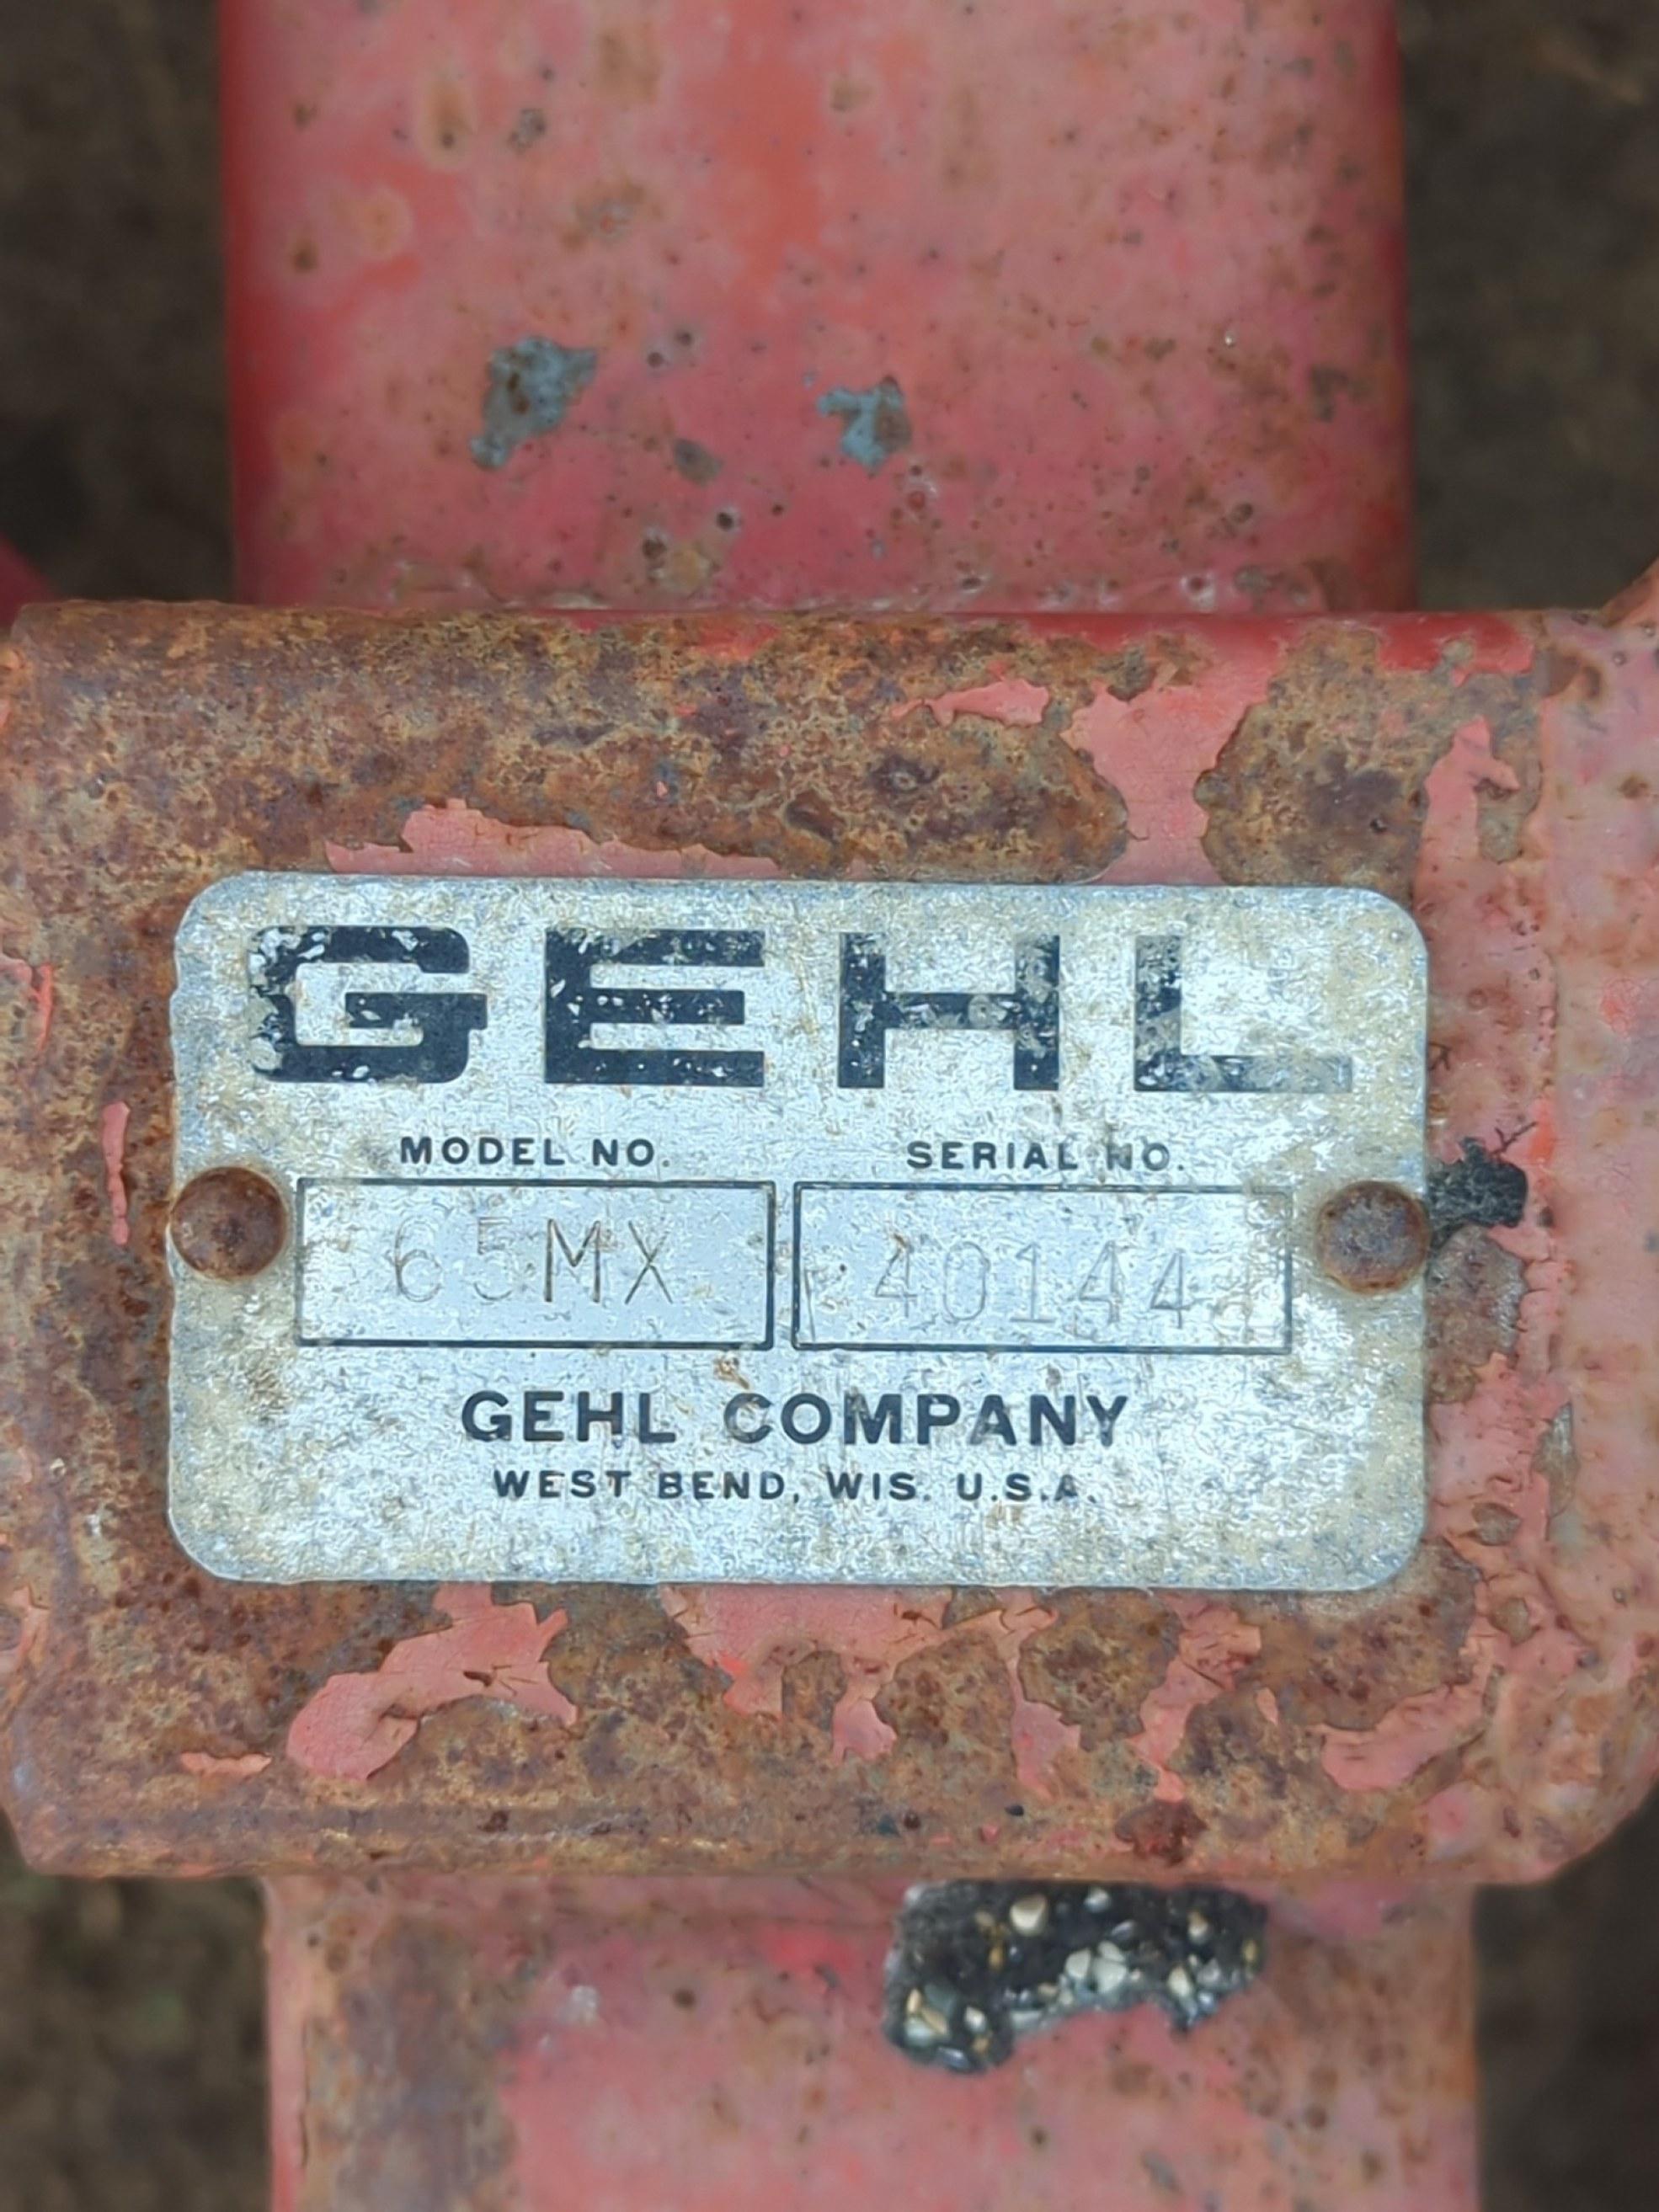 GEHL
MODEL NO. SERIAL NO.
65MX 40144
GEHL COMPANY
WEST BEND, WIS. U.S.A.